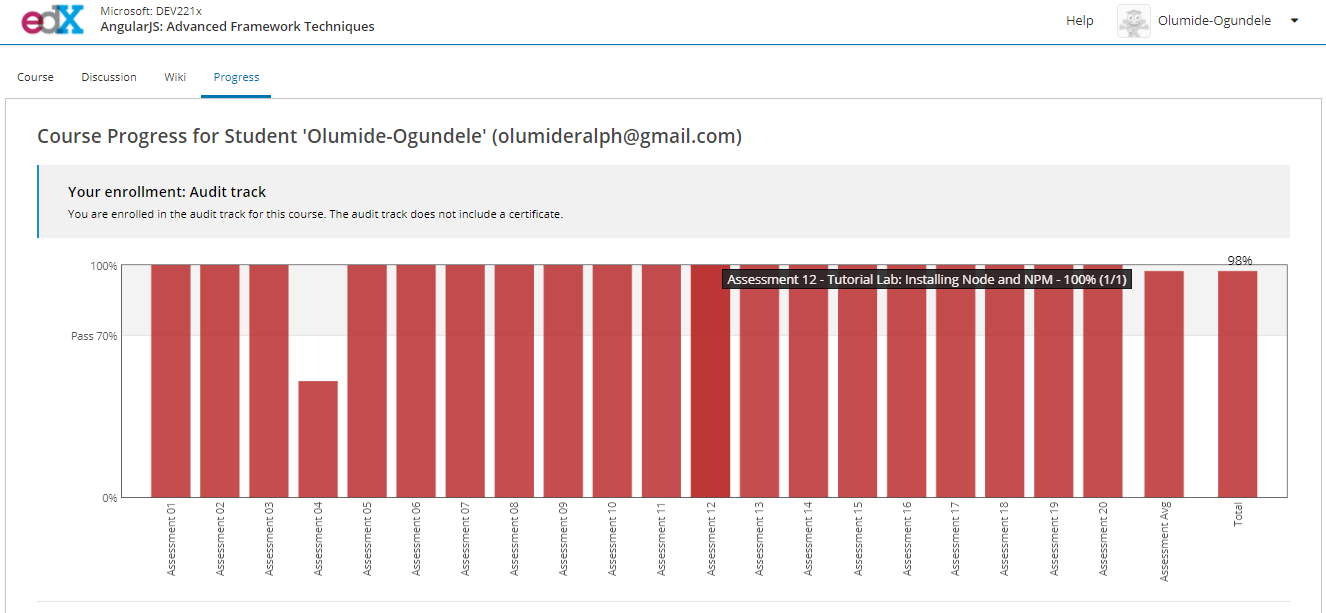 edX
Microsoft: DEV221x
AngularJS: Advanced Framework Techniques
Help
Olumide-Ogundele
Course
Discussion
Wiki
Progress
Course Progress for Student 'Olumide-Ogundele' (olumideralph@gmail.com)
Your enrollment: Audit track
You are enrolled in the audit track for this course. The audit track does not include a certificate.
98%
100%
Assessment 12 - Tutorial Lab: Installing Node and NPM - 100% (1/1)
Pass 70%
0%
Assessment 01
Assessment 02
Assessment 03
Assessment 04
Assessment 05
Assessment 06
Assessment 07
Assessment 08
Assessment 09
Assessment 10
Assessment 11
Assessment 12
Assessment 13
Assessment 14
Assessment 15
Assessment 16
Assessment 17
Assessment 18
Assessment 19
Assessment 20
Assessment Avg
Total